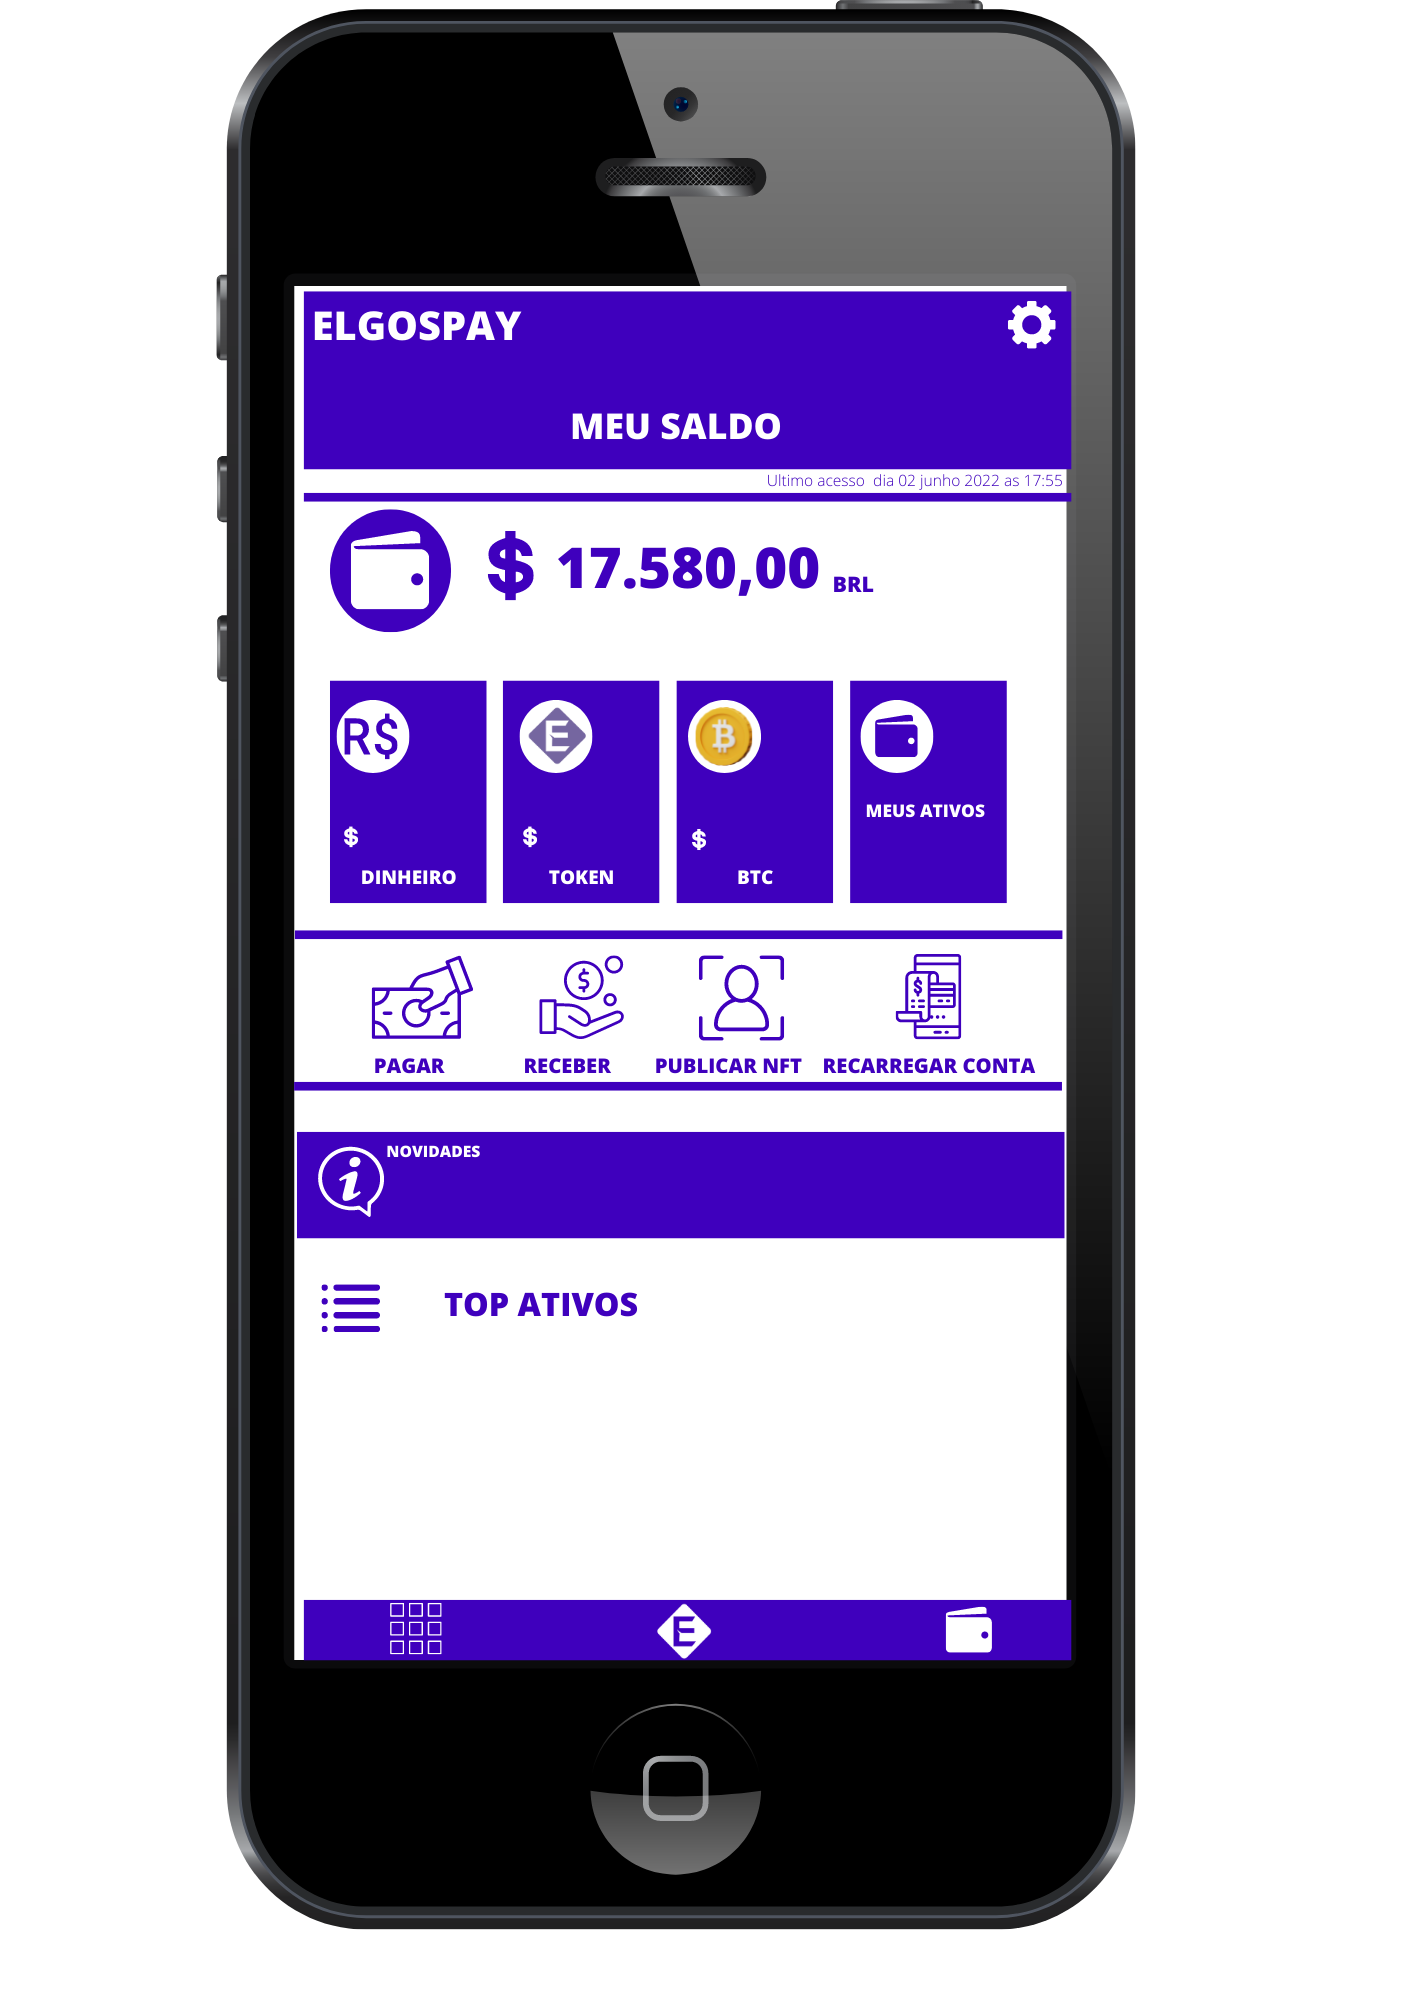 ELGOSPAY
MEU SALDO
Ultimo acesso  dia 02 junho 2022 as 17:55
$ 17.580,00 BRL
R$ E B
MEUS ATIVOS
$ $ $
DINHEIRO TOKEN BTC
$ $
PAGAR RECEBER PUBLICAR NFT RECARREGAR CONTA
i NOVIDADES
TOP ATIVOS
E